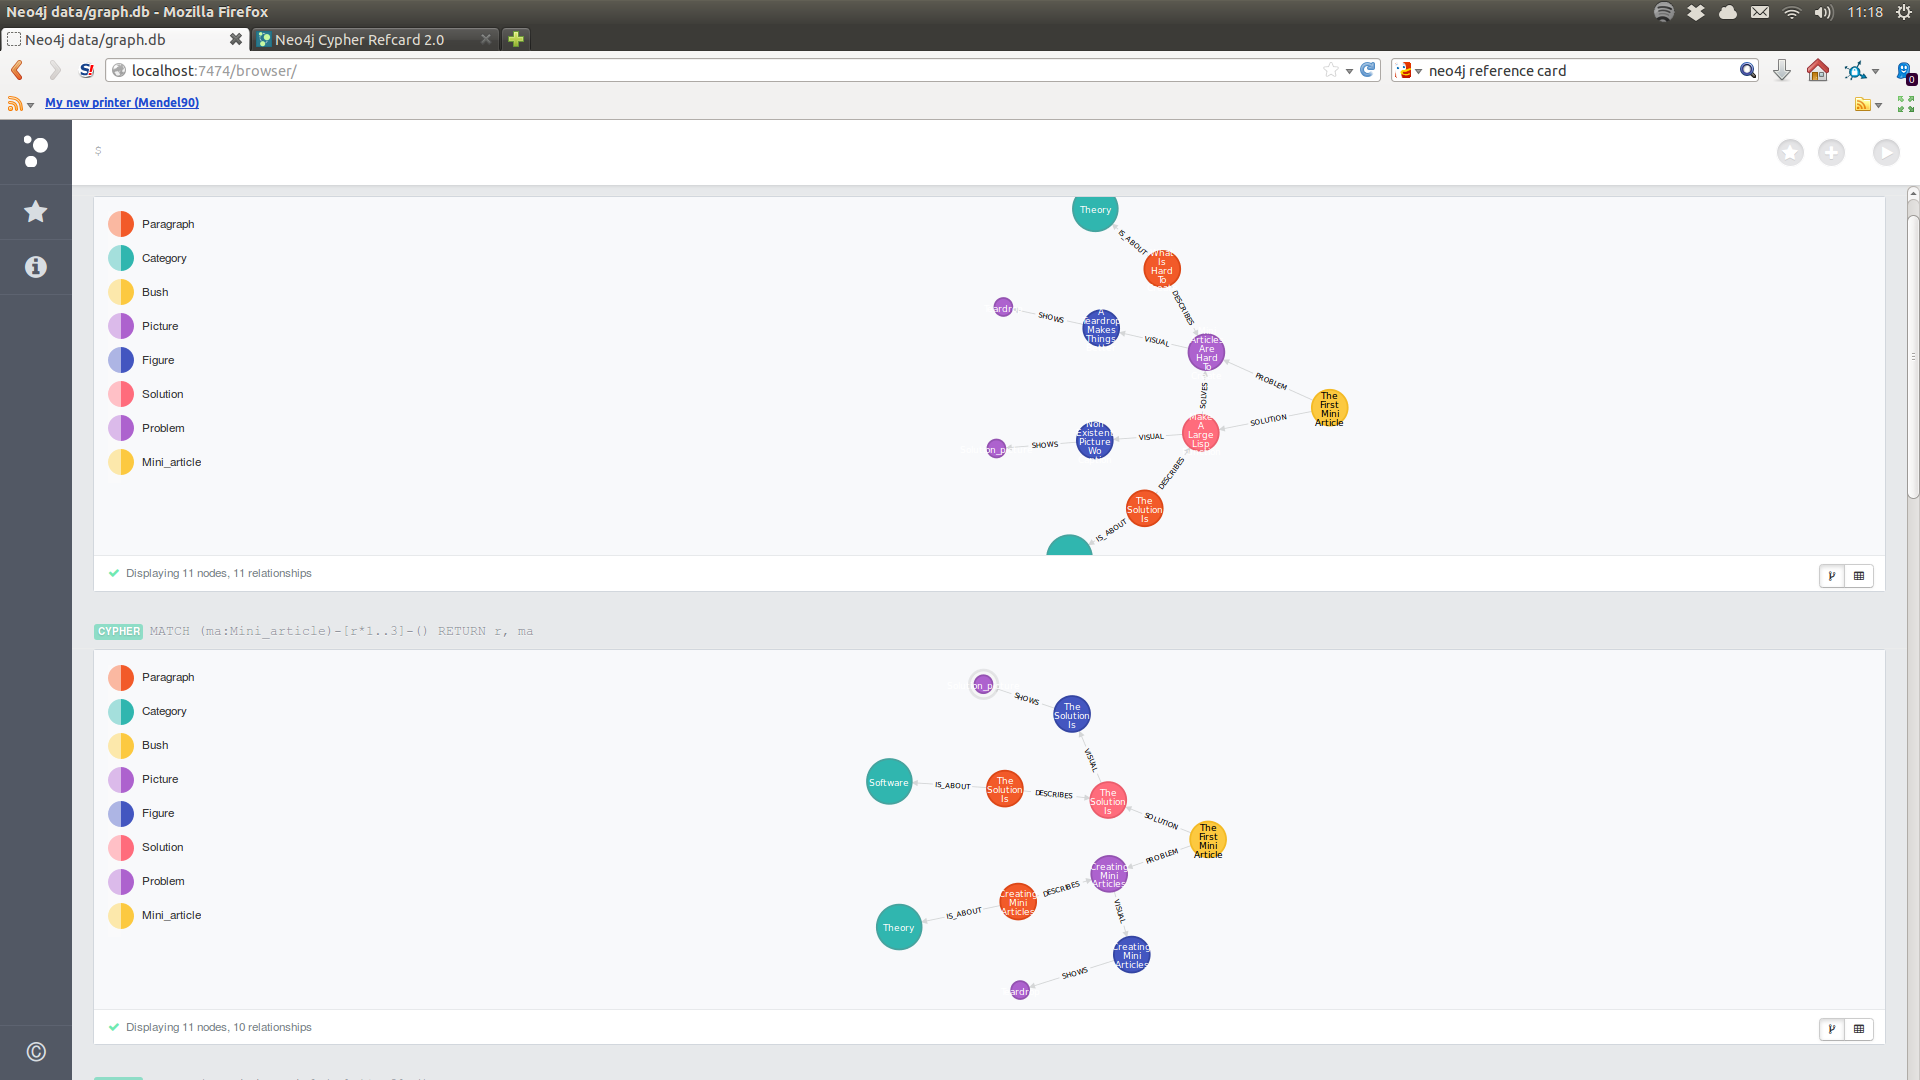 Neo4j data/graph.db - Mozilla Firefox
11:18
Neo4j data/graph.db
Neo4j Cypher Refcard 2.0
localhost:7474/browser/
neo4j reference card
0
My new printer (Mendel90)
$
Paragraph
Category
Bush
Picture
Figure
Solution
Problem
Mini_article
Theory
IS_ABOUT
What
Is
Hard
To
DESCRIBES
SHOWS
A
Teardrop
Makes
Things
VISUAL
Articles
Are
Hard
To
PROBLEM
SOLVES
The
First
Mini
Article
SOLUTION
Make
A
Large
Lisp
VISUAL
Non
Existent
Picture
Wo
SHOWS
DESCRIBES
The
Solution
Is
IS_ABOUT
Displaying 11 nodes, 11 relationships
CYPHER MATCH (ma:Mini_article)-[r*1..3]-() RETURN r, ma
Paragraph
Category
Bush
Picture
Figure
Solution
Problem
Mini_article
SHOWS
The
Solution
Is
VISUAL
Software
IS_ABOUT
The
Solution
Is
DESCRIBES
The
Solution
Is
SOLUTION
The
First
Mini
Article
PROBLEM
Creating
Mini
Articles
DESCRIBES
Creating
Mini
Articles
IS_ABOUT
Theory
VISUAL
Creating
Mini
Articles
SHOWS
Displaying 11 nodes, 10 relationships